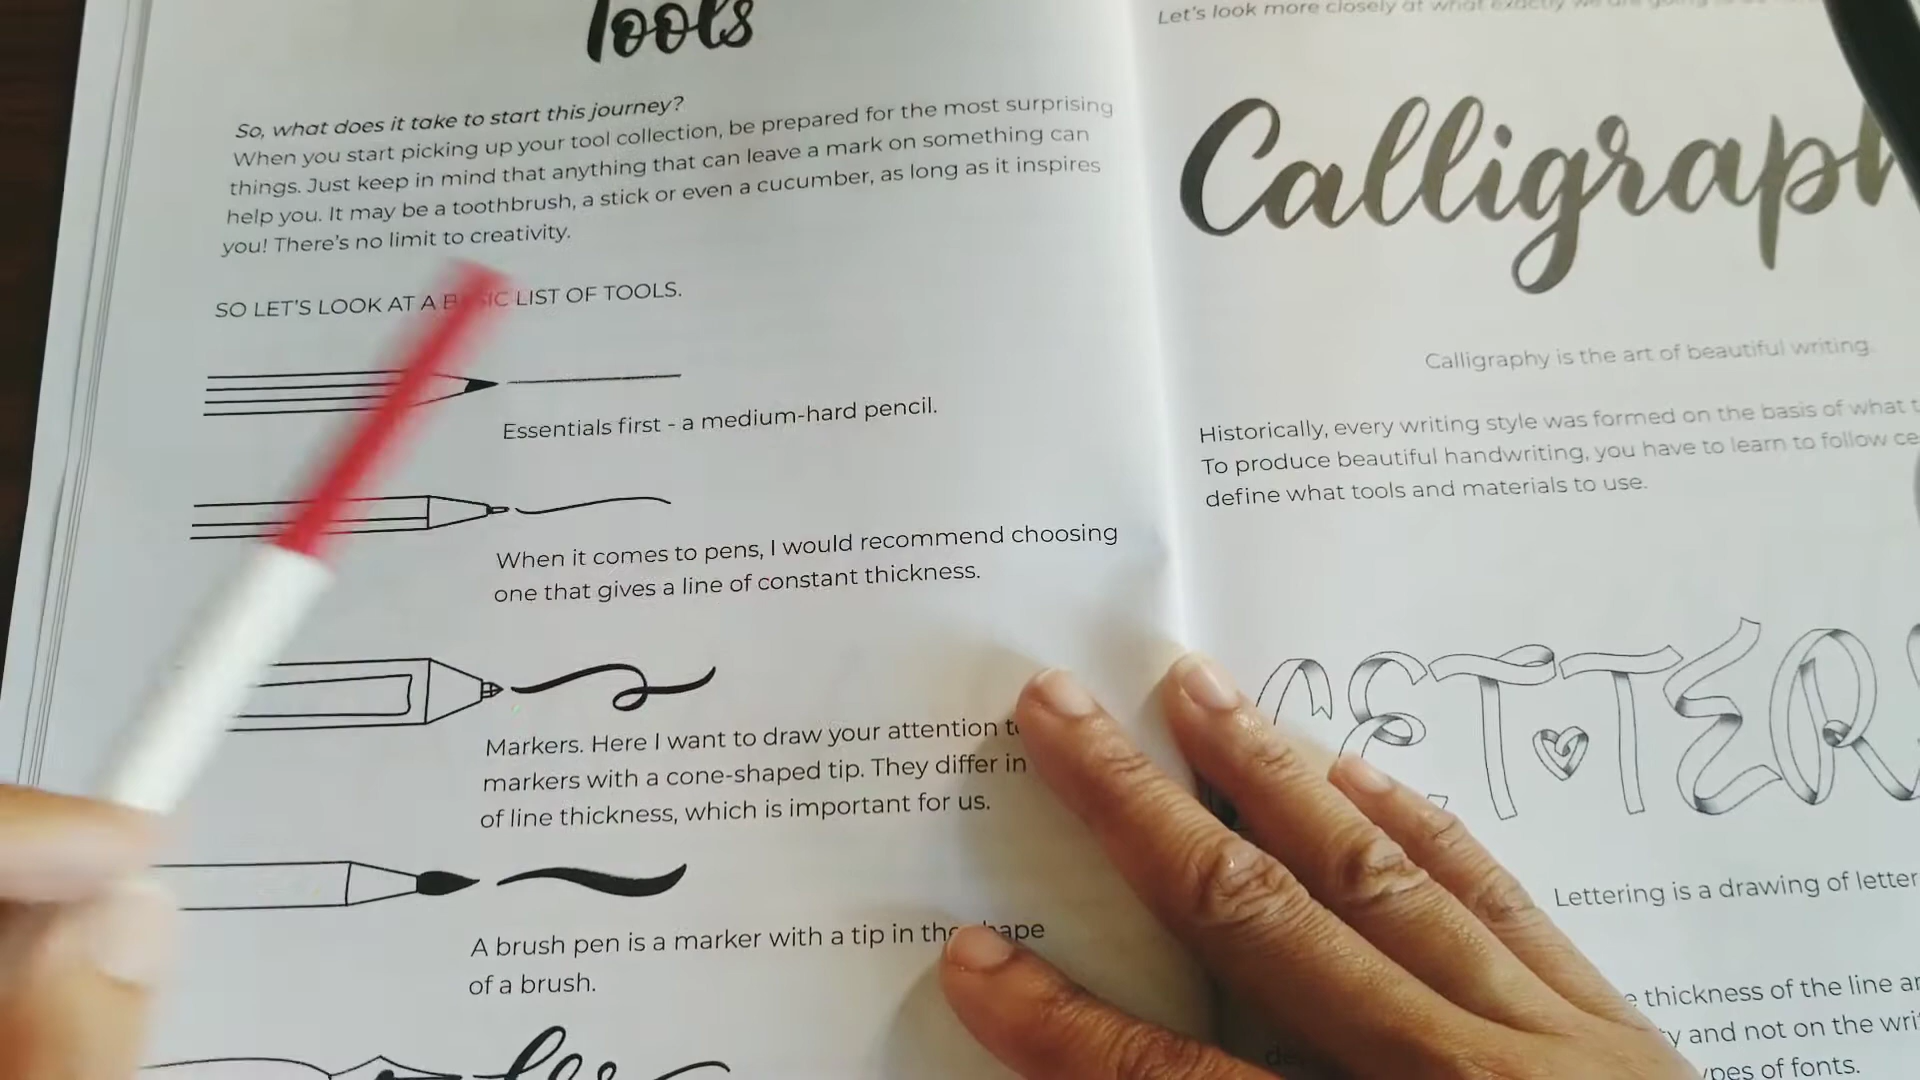 Tools
So, what does it take to start this journey?
When you start picking up your tool collection, be prepared for the most surprising
things. Just keep in mind that anything that can leave a mark on something can
help you. It may be a toothbrush, a stick or even a cucumber, as long as it inspires
you! There's no limit to creativity.
SO LET'S LOOK AT A BASIC LIST OF TOOLS.
Essentials first - a medium-hard pencil.
When it comes to pens, I would recommend choosing
one that gives a line of constant thickness.
Markers. Here I want to draw your attention
markers with a cone-shaped tip. They differ in
of line thickness, which is important for us.
A brush pen is a marker with a tip in the shape
of a brush.
Let's look more closely at what exactly we are going
Calligraph
Calligraphy is the art of beautiful writing.
Historically, every writing style was formed on the basis of what
To produce beautiful handwriting, you have to learn to follow
define what tools and materials to use.
LETTER
Lettering is a drawing of letter
thickness of the line
and not on the
of fonts.